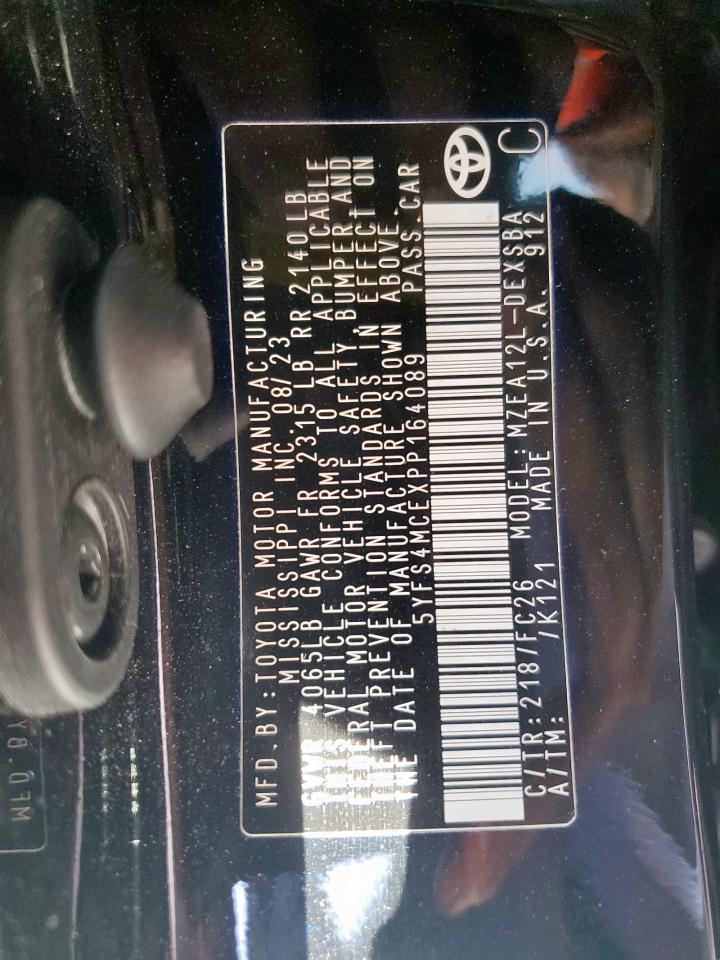 MFD.BY:TOYOTA MOTOR MANUFACTURING
MISSISSIPPI INC. 08/23
GVWR 4065LB GAWR FR 2315 LB RR 2140 LB
THIS VEHICLE CONFORMS TO ALL APPLICABLE
FEDERAL MOTOR VEHICLE SAFETY, BUMPER AND
THEFT PREVENTION STANDARDS IN EFFECT ON
THE DATE OF MANUFACTURE SHOWN ABOVE.
5YFS4MCEXPP164089 PASS.CAR
C/TR:218/FC26 MODEL:MZEA12L-DEXSBA
A/TM: /K121 MADE IN U.S.A. 912
C